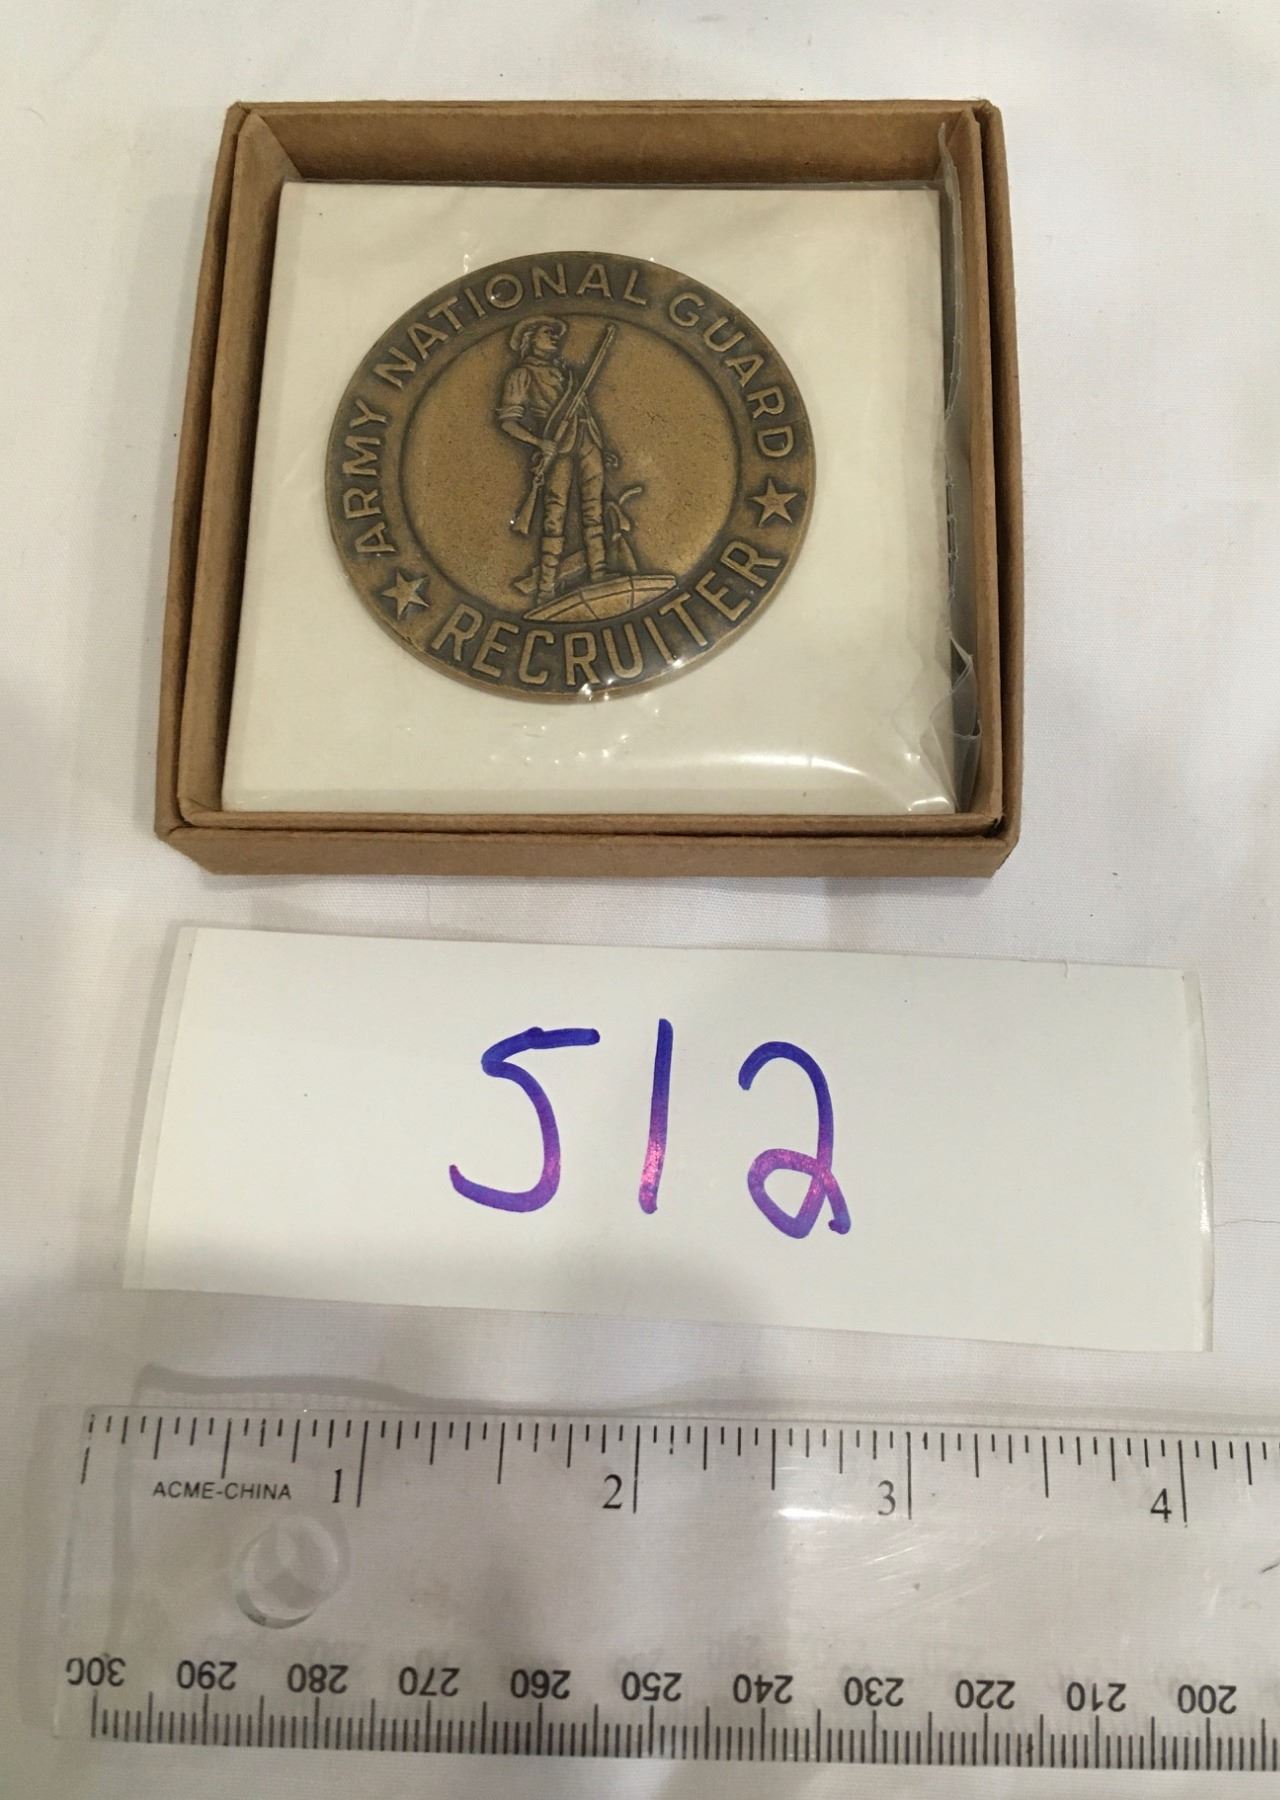 ARMY NATIONAL GUARD
RECRUITER
512
1 2 3 4
ACME-CHINA
300 290 280 270 260 250 240 230 220 210 200